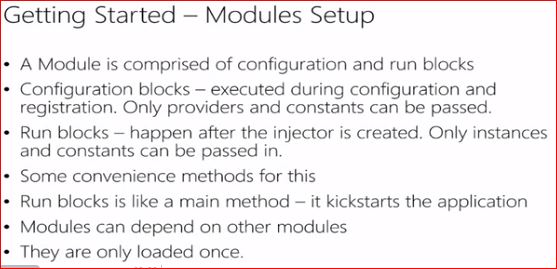 Getting Started – Modules Setup
• A Module is comprised of configuration and run blocks
• Configuration blocks – executed during configuration and
registration. Only providers and constants can be passed.
• Run blocks – happen after the injector is created. Only instances
and constants can be passed in.
• Some convenience methods for this
• Run blocks is like a main method – it kickstarts the application
• Modules can depend on other modules
• They are only loaded once.